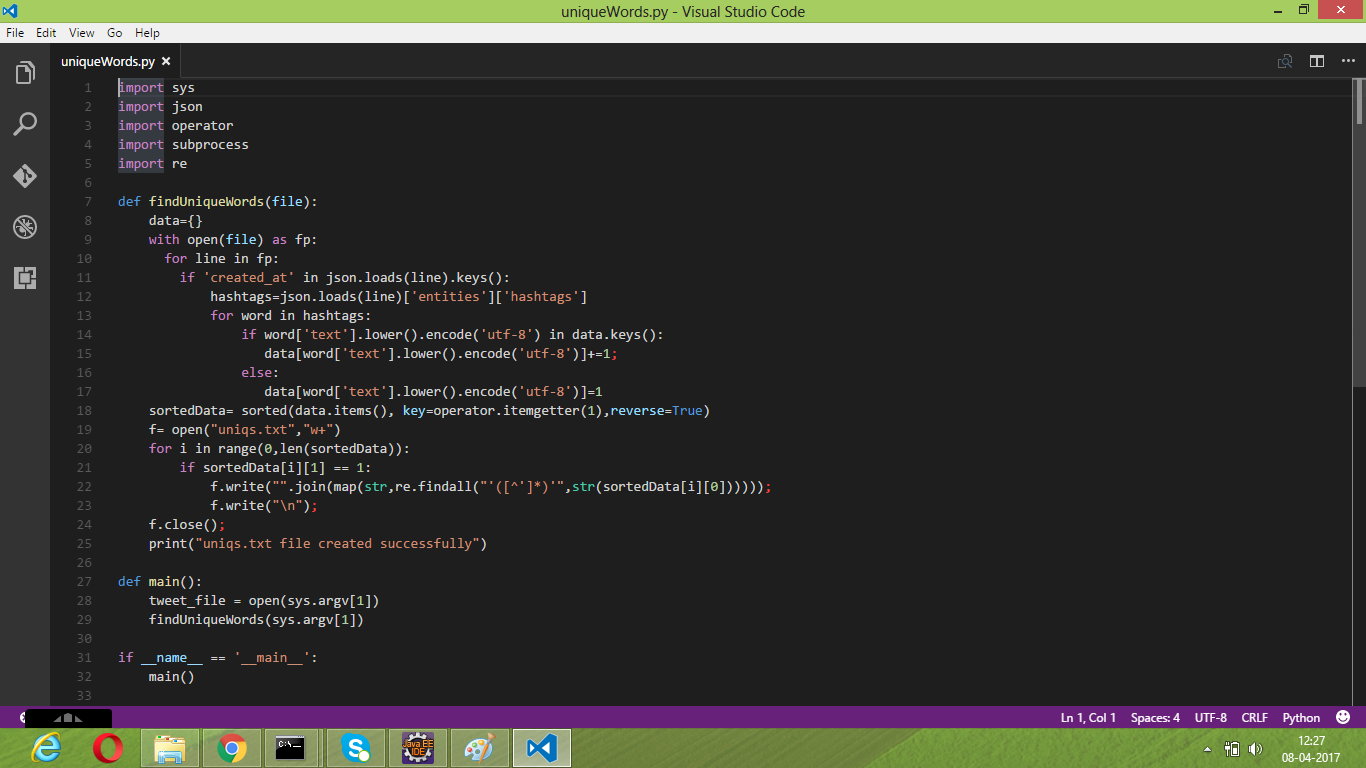 uniqueWords.py - Visual Studio Code
File Edit View Go Help
uniqueWords.py
1 import sys
2 import json
3 import operator
4 import subprocess
5 import re
6
7 def findUniqueWords(file):
8     data={}
9     with open(file) as fp:
10       for line in fp:
11         if 'created_at' in json.loads(line).keys():
12             hashtags=json.loads(line)['entities']['hashtags']
13             for word in hashtags:
14                 if word['text'].lower().encode('utf-8') in data.keys():
15                    data[word['text'].lower().encode('utf-8')]+=1;
16                 else:
17                    data[word['text'].lower().encode('utf-8')]=1
18     sortedData= sorted(data.items(), key=operator.itemgetter(1),reverse=True)
19     f= open("uniqs.txt","w+")
20     for i in range(0,len(sortedData)):
21         if sortedData[i][1] == 1:
22             f.write("".join(map(str,re.findall("'([^']*)'",str(sortedData[i][0])))));
23             f.write("\n");
24     f.close();
25     print("uniqs.txt file created successfully")
26
27 def main():
28     tweet_file = open(sys.argv[1])
29     findUniqueWords(sys.argv[1])
30
31 if __name__ == '__main__':
32     main()
33
Ln 1, Col 1 Spaces: 4 UTF-8 CRLF Python
C:\_
Java EE
IDE
12:27
08-04-2017